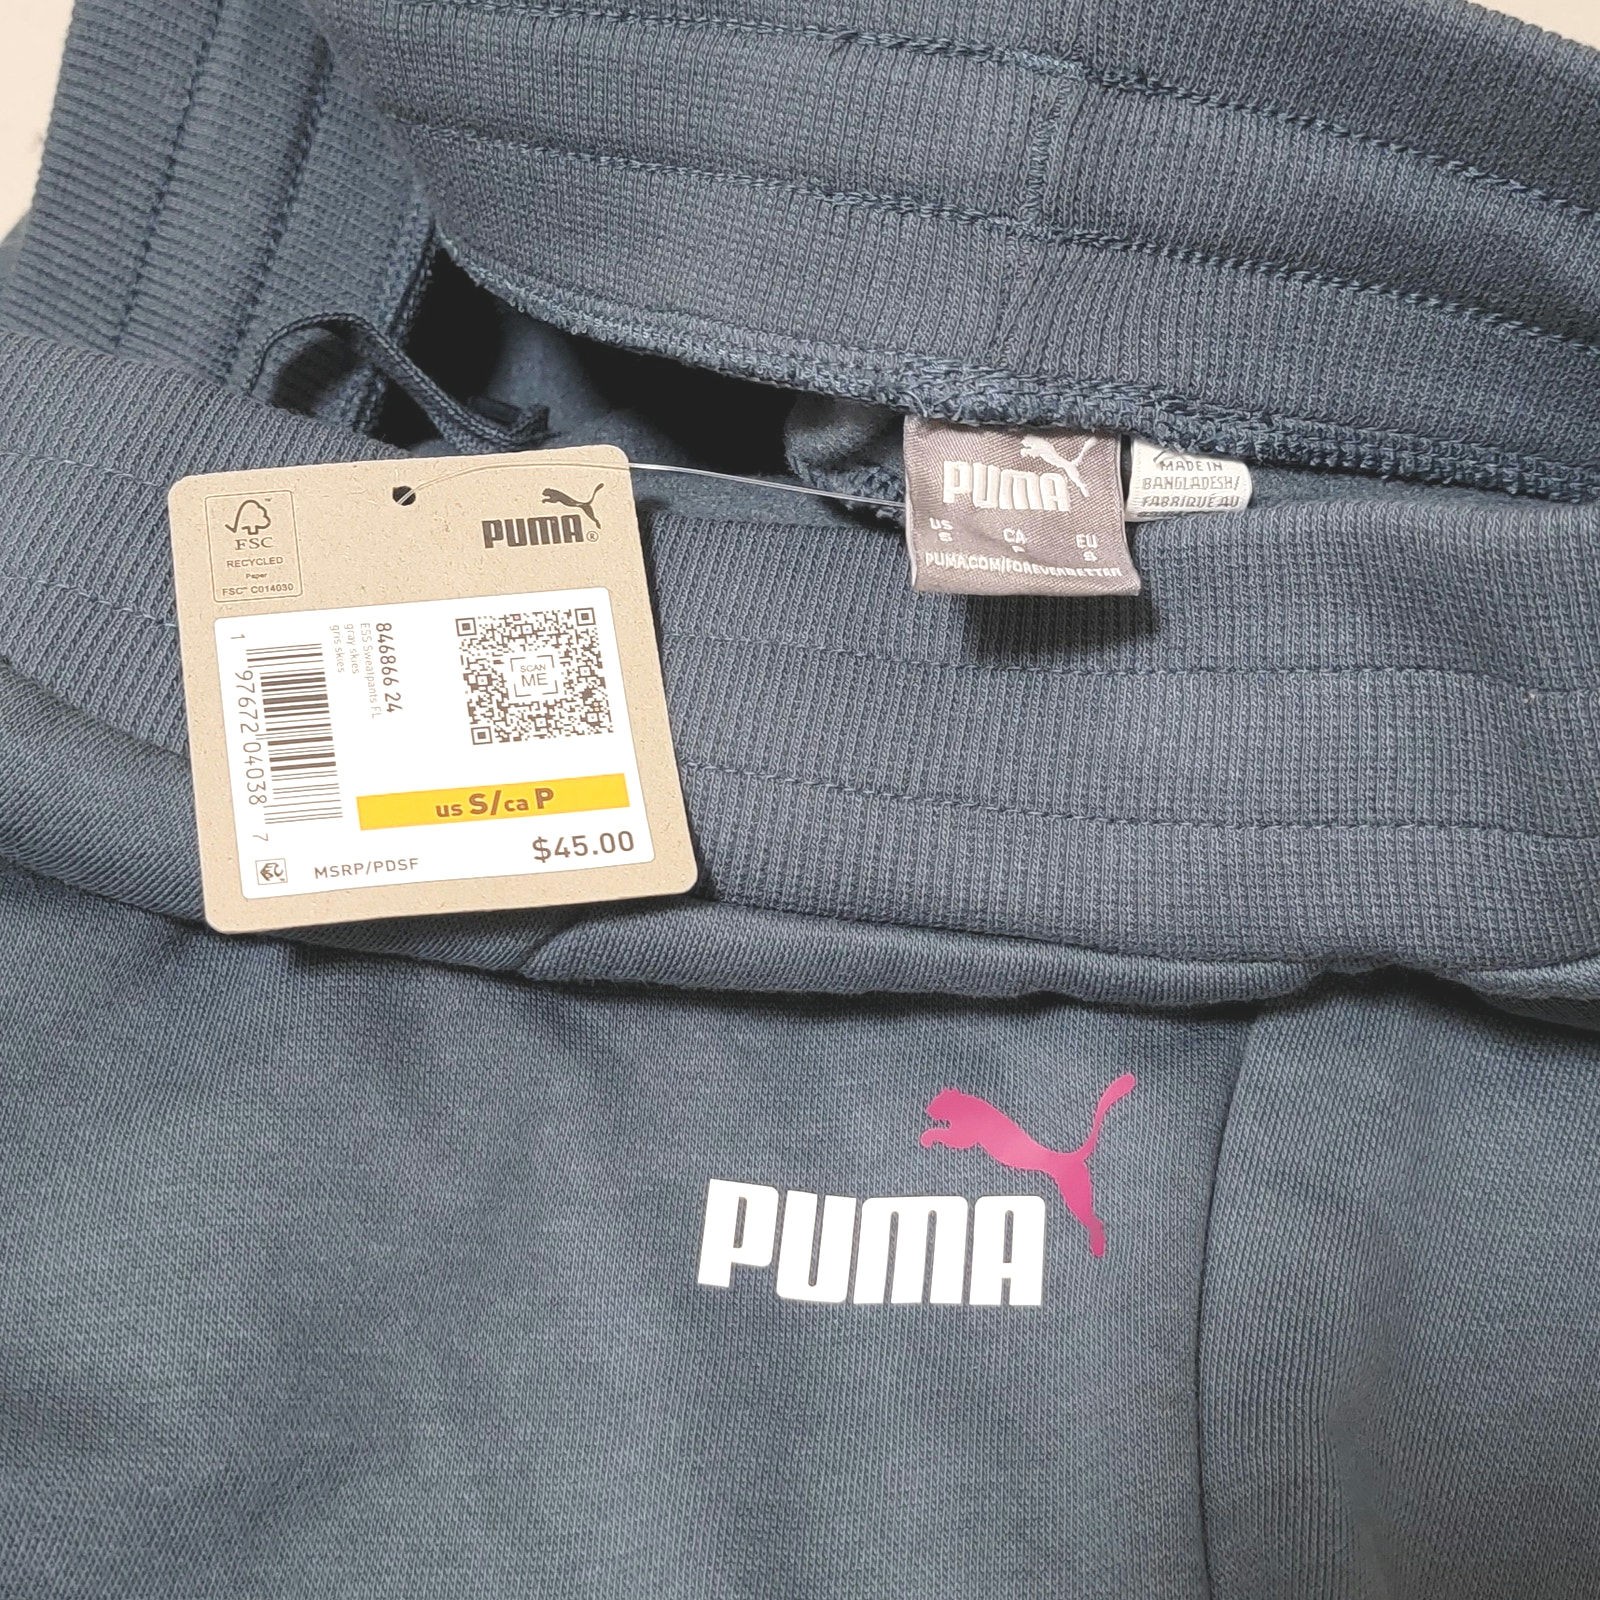 FSC
RECYCLED
Paper
FSC™ C014030
PUMA®
846866 24
ESS Sweatpants FL
gray skies
gris skies
1 97672 04038 7
SCAN
ME
us S/ca P
$45.00
MSRP/PDSF
PUMA
US CA EU
S P S
PUMA.COM/FOREVERBETTER
MADE IN
BANGLADESH/
FABRIQUÉ AU
PUMA